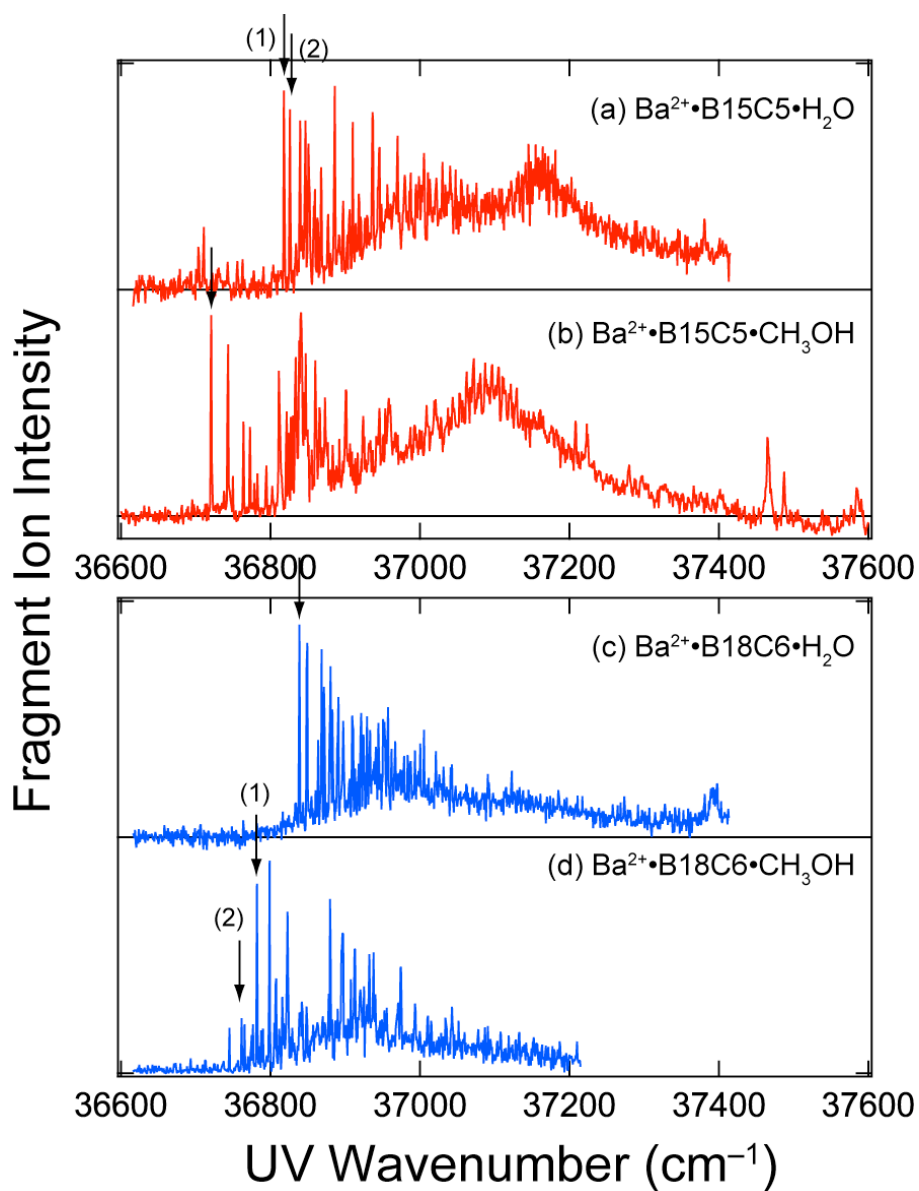 (1)
(2)
(a) Ba²⁺•B15C5•H₂O
(b) Ba²⁺•B15C5•CH₃OH
36600 36800 37000 37200 37400 37600
Fragment Ion Intensity
(c) Ba²⁺•B18C6•H₂O
(1)
(d) Ba²⁺•B18C6•CH₃OH
(2)
36600 36800 37000 37200 37400 37600
UV Wavenumber (cm⁻¹)